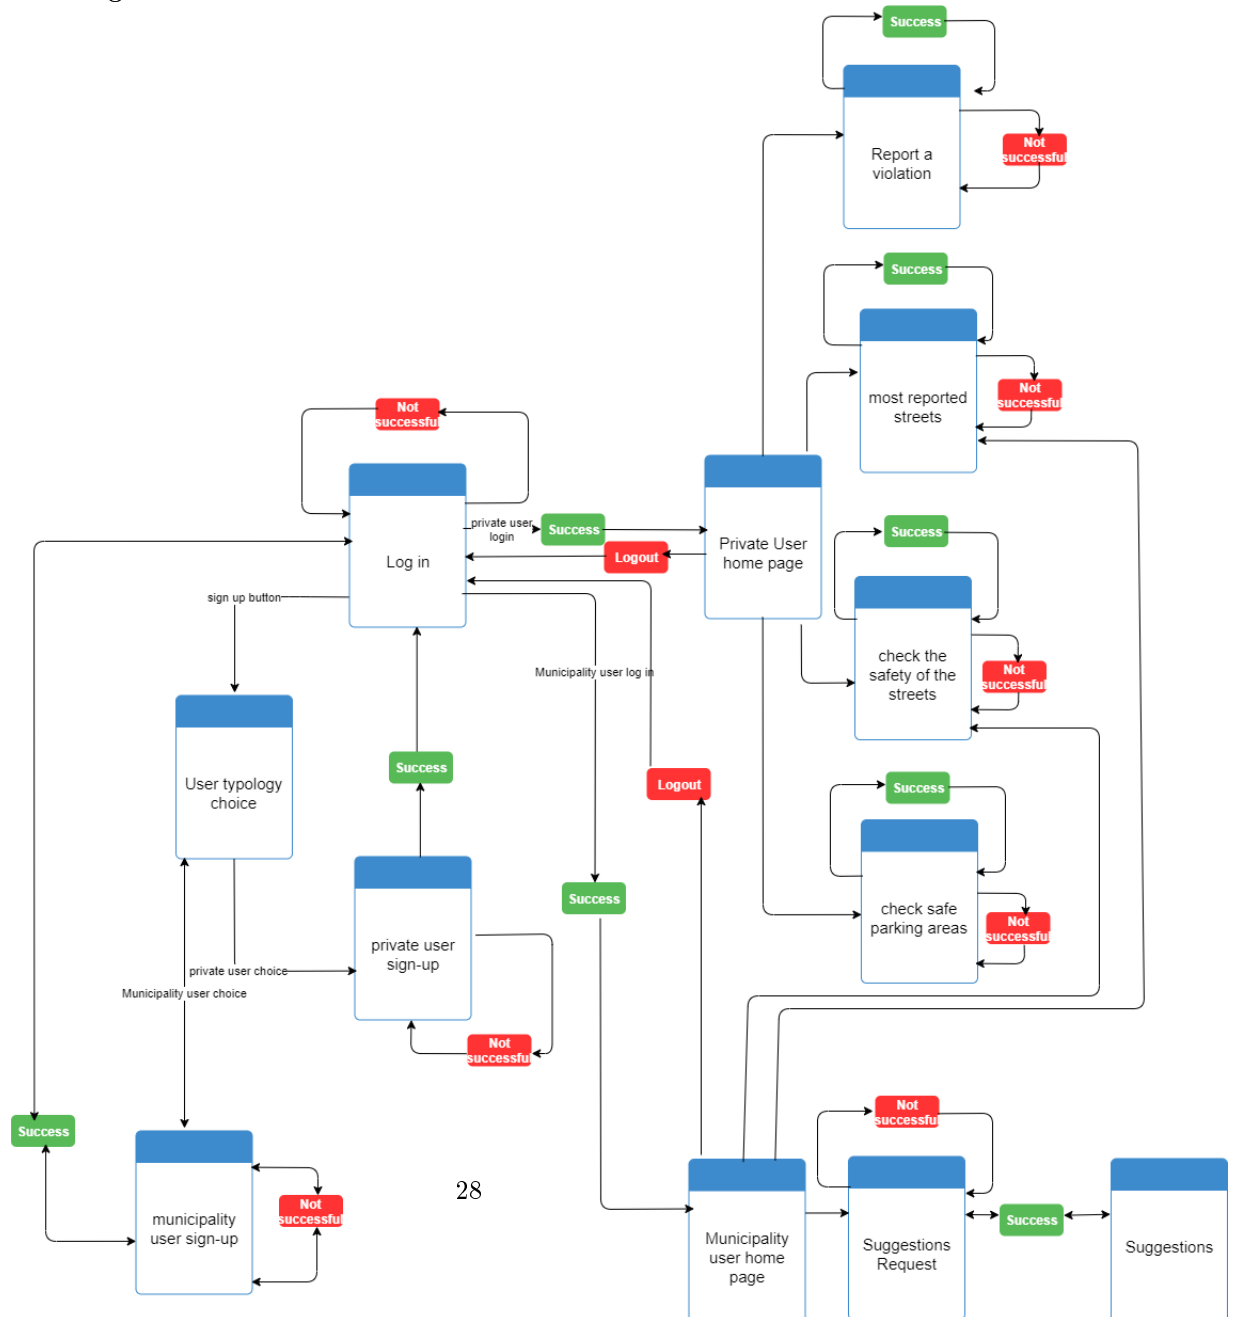 Success
Report a
violation
Not
successful
Success
most reported
streets
Not
successful
Not
successful
Log in
private user
login
Success
Logout
Private User
home page
Success
check the
safety of the
streets
Not
successful
sign up button
Municipality user log in
User typology
choice
Success
Logout
Success
check safe
parking areas
Not
successful
Success
private user
sign-up
private user choice
Municipality user choice
Not
successful
Success
municipality
user sign-up
Not
successful
28
Municipality
user home
page
Not
successful
Suggestions
Request
Success
Suggestions